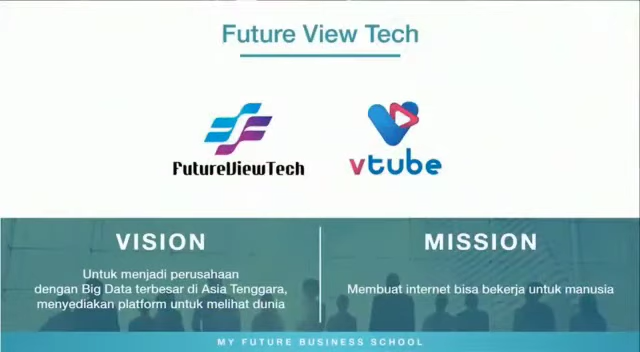 Future View Tech
FutureViewTech
vtube
VISION
Untuk menjadi perusahaan
dengan Big Data terbesar di Asia Tenggara,
menyediakan platform untuk melihat dunia
MISSION
Membuat internet bisa bekerja untuk manusia
MY FUTURE BUSINESS SCHOOL